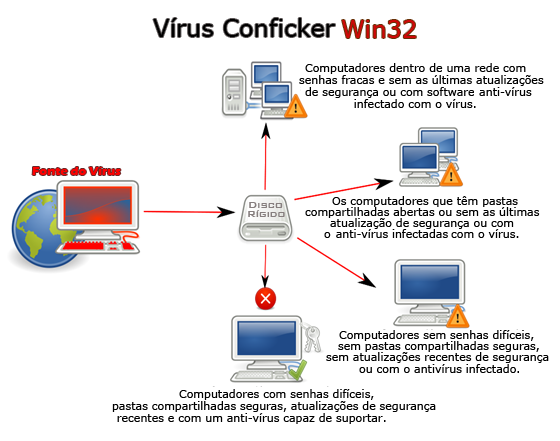 Vírus Conficker Win32
Computadores dentro de uma rede com
senhas fracas e sem as últimas atualizações
de segurança ou com software anti-vírus
infectado com o vírus.
Fonte do Vírus
DISCO
RÍGIDO
Os computadores que têm pastas
compartilhadas abertas ou sem as últimas
atualização de segurança ou com
o anti-vírus infectadas com o vírus.
Computadores sem senhas difíceis,
sem pastas compartilhadas seguras,
sem atualizações recentes de segurança
ou com o antivírus infectado.
Computadores com senhas difíceis,
pastas compartilhadas seguras, atualizações de segurança
recentes e com um anti-vírus capaz de suportar.